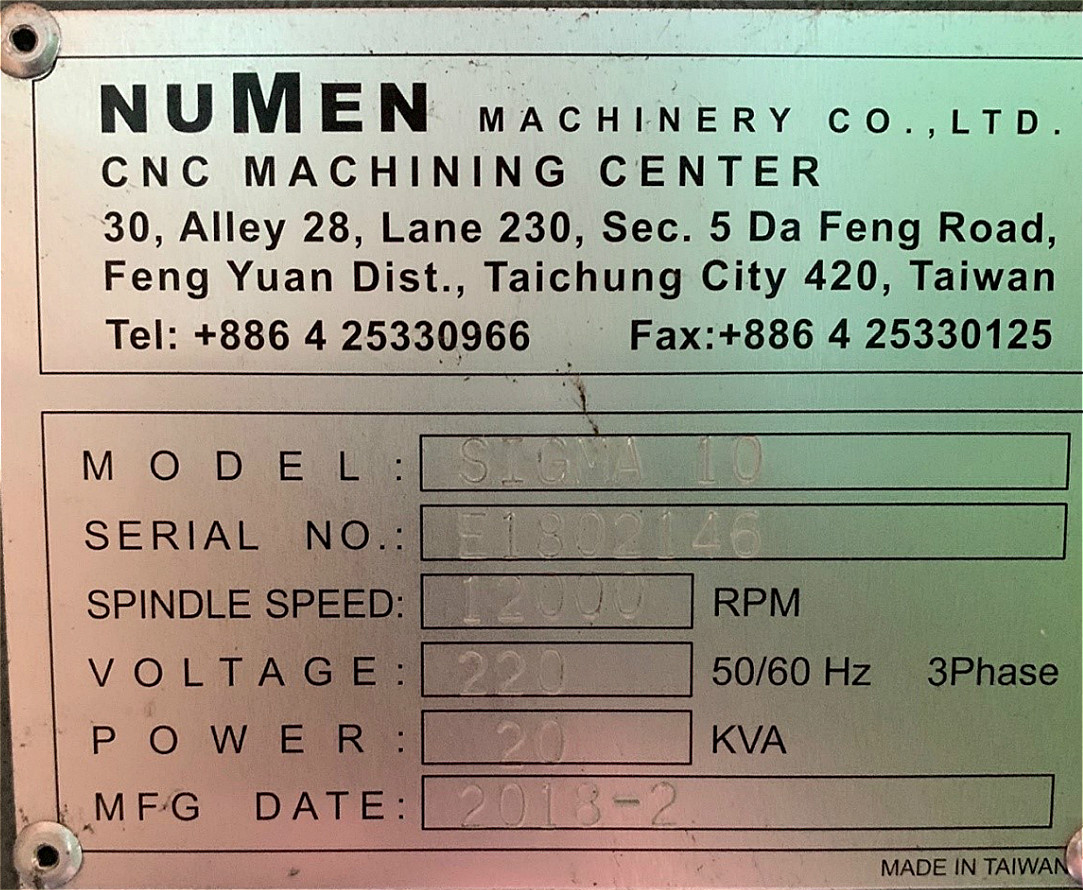 NUMEN MACHINERY CO.,LTD.
CNC MACHINING CENTER
30, Alley 28, Lane 230, Sec. 5 Da Feng Road,
Feng Yuan Dist., Taichung City 420, Taiwan
Tel: +886 4 25330966 Fax:+886 4 25330125
MODEL: SIGMA 10
SERIAL NO.: E1802146
SPINDLE SPEED: 12000 RPM
VOLTAGE: 220 50/60 Hz 3Phase
POWER: 20 KVA
MFG DATE: 2018-2
MADE IN TAIWAN